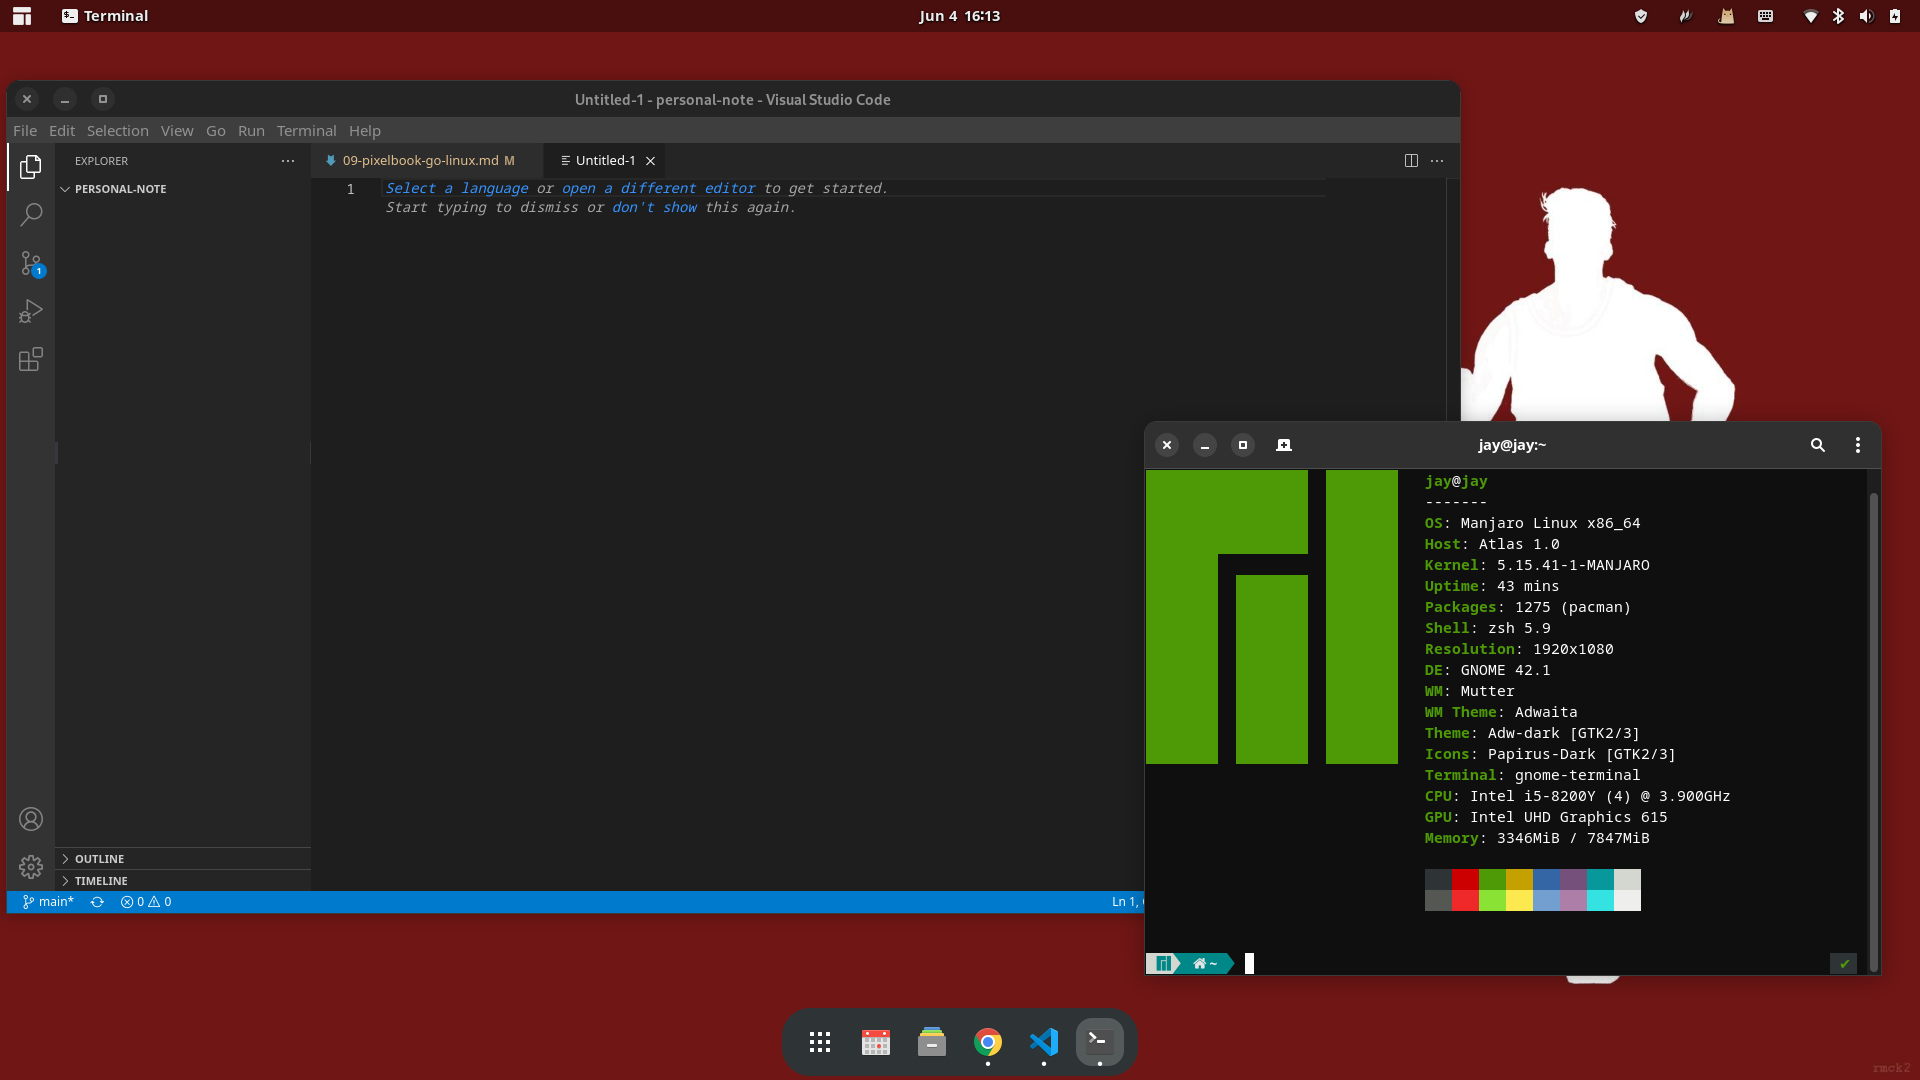 Terminal
Jun 4 16:13
Untitled-1 - personal-note - Visual Studio Code
File Edit Selection View Go Run Terminal Help
EXPLORER
09-pixelbook-go-linux.md M
Untitled-1
PERSONAL-NOTE
1
Select a language or open a different editor to get started.
Start typing to dismiss or don't show this again.
1
OUTLINE
TIMELINE
main*
0 0
Ln 1,
jay@jay:~
jay@jay
-------
OS: Manjaro Linux x86_64
Host: Atlas 1.0
Kernel: 5.15.41-1-MANJARO
Uptime: 43 mins
Packages: 1275 (pacman)
Shell: zsh 5.9
Resolution: 1920x1080
DE: GNOME 42.1
WM: Mutter
WM Theme: Adwaita
Theme: Adw-dark [GTK2/3]
Icons: Papirus-Dark [GTK2/3]
Terminal: gnome-terminal
CPU: Intel i5-8200Y (4) @ 3.900GHz
GPU: Intel UHD Graphics 615
Memory: 3346MiB / 7847MiB
~
rmck2